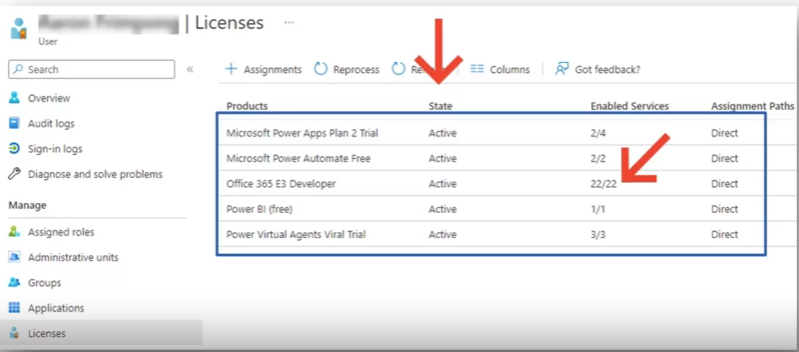 | Licenses ...
User
Search «
+ Assignments Reprocess Columns Got feedback?
Overview
Audit logs
Sign-in logs
Diagnose and solve problems
Manage
Assigned roles
Administrative units
Groups
Applications
Licenses
Products State Enabled Services Assignment Paths
Microsoft Power Apps Plan 2 Trial Active 2/4 Direct
Microsoft Power Automate Free Active 2/2 Direct
Office 365 E3 Developer Active 22/22 Direct
Power BI (free) Active 1/1 Direct
Power Virtual Agents Viral Trial Active 3/3 Direct